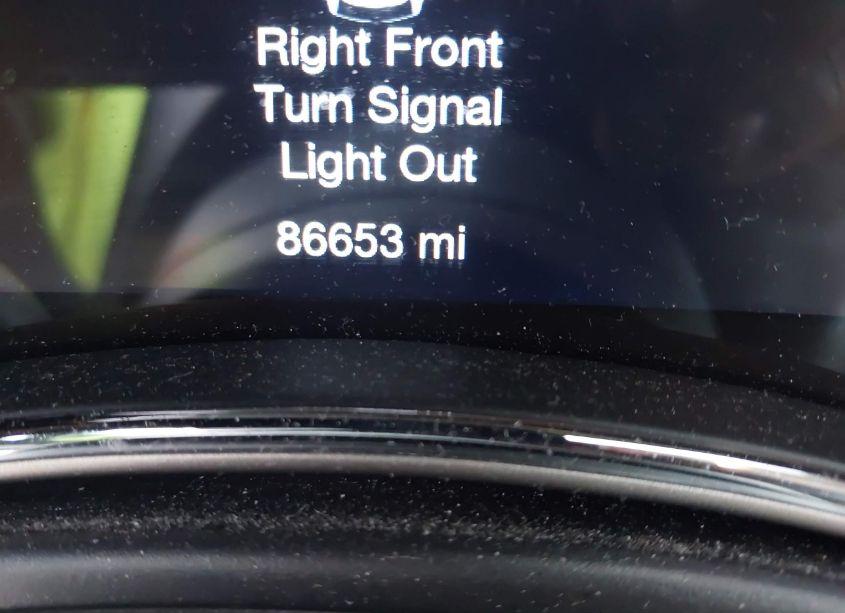 Right Front
Turn Signal
Light Out
86653 mi